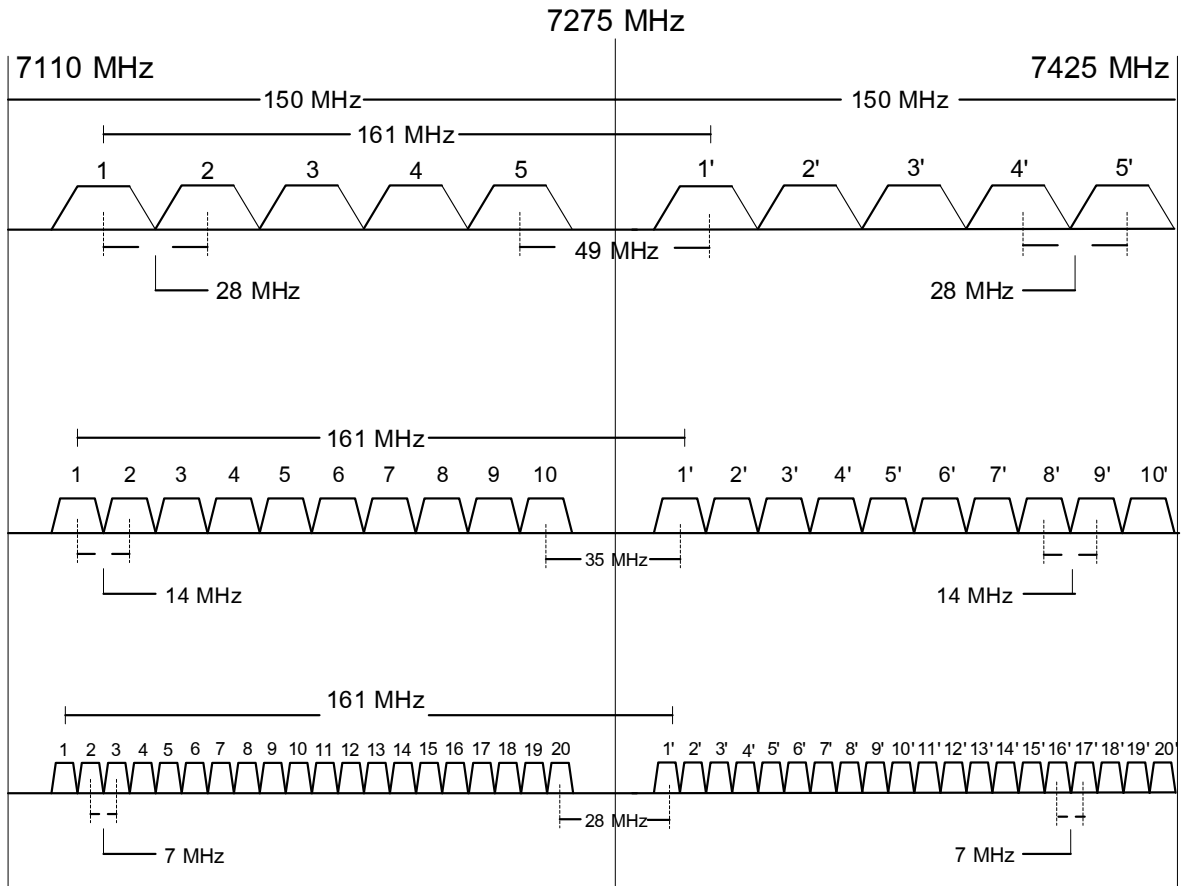 7275 MHz
7110 MHz 7425 MHz
150 MHz 150 MHz
161 MHz
1 2 3 4 5 1' 2' 3' 4' 5'
49 MHz
28 MHz 28 MHz
161 MHz
1 2 3 4 5 6 7 8 9 10 1' 2' 3' 4' 5' 6' 7' 8' 9' 10'
35 MHz
14 MHz 14 MHz
161 MHz
1 2 3 4 5 6 7 8 9 10 11 12 13 14 15 16 17 18 19 20 1' 2' 3' 4' 5' 6' 7' 8' 9' 10' 11' 12' 13' 14' 15' 16' 17' 18' 19' 20'
28 MHz
7 MHz 7 MHz